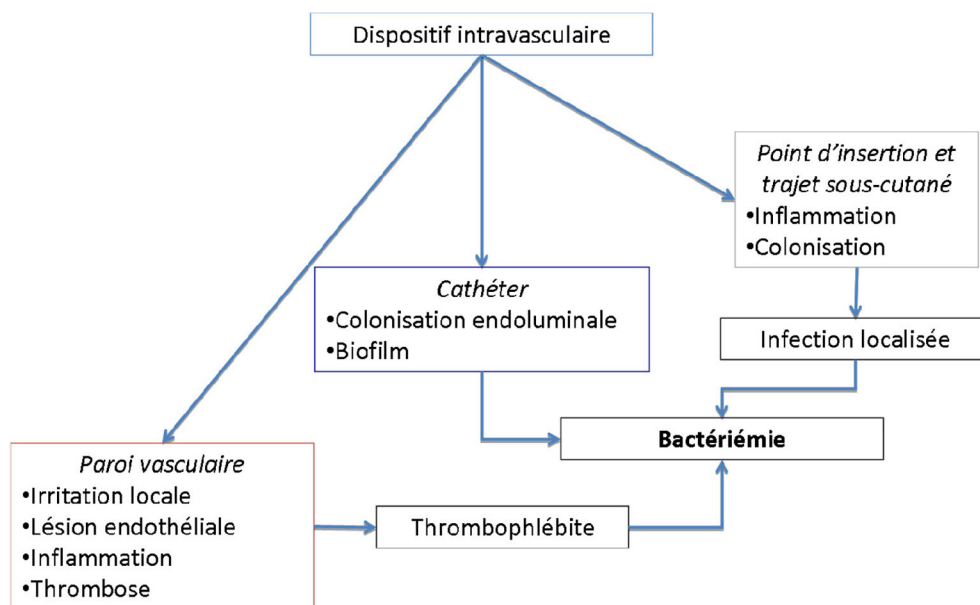 Dispositif intravasculaire
Point d'insertion et
trajet sous-cutané
•Inflammation
•Colonisation
Cathéter
•Colonisation endoluminale
•Biofilm
Infection localisée
Bactériémie
Paroi vasculaire
•Irritation locale
•Lésion endothéliale
•Inflammation
•Thrombose
Thrombophlébite